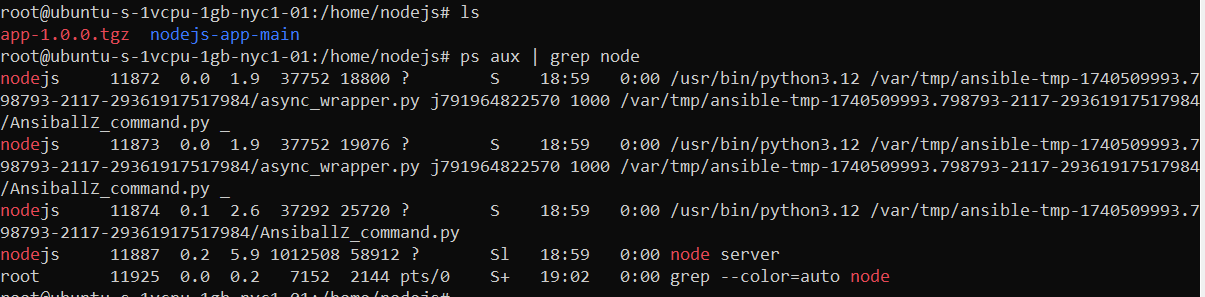 root@ubuntu-s-1vcpu-1gb-nyc1-01:/home/nodejs# ls
app-1.0.0.tgz  nodejs-app-main
root@ubuntu-s-1vcpu-1gb-nyc1-01:/home/nodejs# ps aux | grep node
nodejs     11872  0.0  1.9  37752 18800 ?        S    18:59   0:00 /usr/bin/python3.12 /var/tmp/ansible-tmp-1740509993.7
98793-2117-29361917517984/async_wrapper.py j791964822570 1000 /var/tmp/ansible-tmp-1740509993.798793-2117-29361917517984
/AnsiballZ_command.py _
nodejs     11873  0.0  1.9  37752 19076 ?        S    18:59   0:00 /usr/bin/python3.12 /var/tmp/ansible-tmp-1740509993.7
98793-2117-29361917517984/async_wrapper.py j791964822570 1000 /var/tmp/ansible-tmp-1740509993.798793-2117-29361917517984
/AnsiballZ_command.py _
nodejs     11874  0.1  2.6  37292 25720 ?        S    18:59   0:00 /usr/bin/python3.12 /var/tmp/ansible-tmp-1740509993.7
98793-2117-29361917517984/AnsiballZ_command.py
nodejs     11887  0.2  5.9 1012508 58912 ?       Sl   18:59   0:00 node server
root       11925  0.0  0.2   7152  2144 pts/0    S+   19:02   0:00 grep --color=auto node
root@ubuntu-s-1vcpu-1gb-nyc1-01:/home/nodejs#